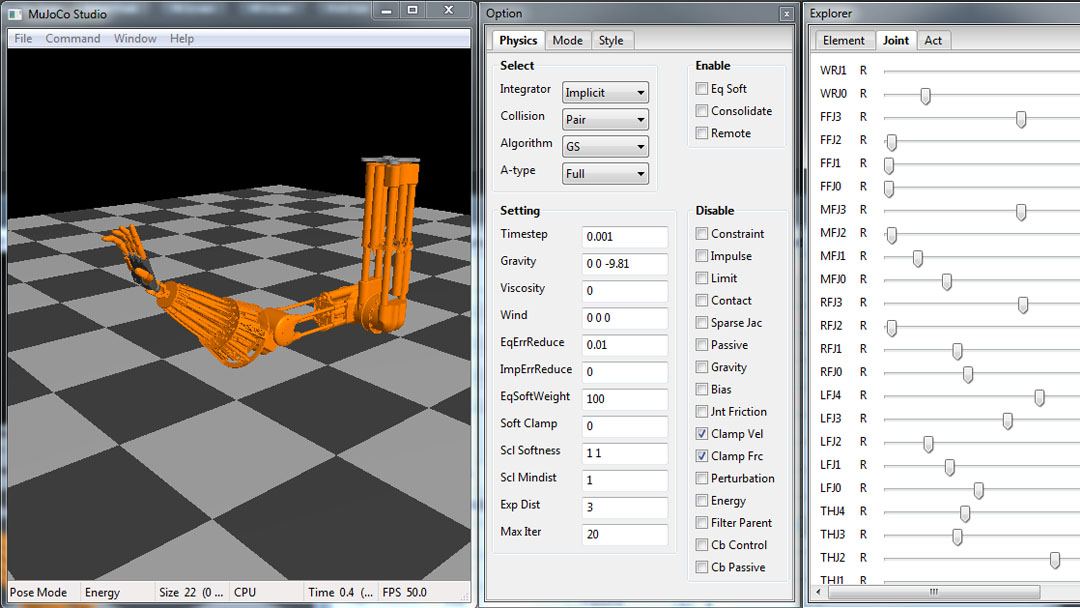 MuJoCo Studio
File Command Window Help
Pose Mode Energy Size 22 (0 ... CPU Time 0.4 (... FPS 50.0
Option
Physics Mode Style
Select
Integrator Implicit
Collision Pair
Algorithm GS
A-type Full
Enable
Eq Soft
Consolidate
Remote
Setting
Timestep 0.001
Gravity 0 0 -9.81
Viscosity 0
Wind 0 0 0
EqErrReduce 0.01
ImpErrReduce 0
EqSoftWeight 100
Soft Clamp 0
Scl Softness 1 1
Scl Mindist 1
Exp Dist 3
Max Iter 20
Disable
Constraint
Impulse
Limit
Contact
Sparse Jac
Passive
Gravity
Bias
Jnt Friction
Clamp Vel
Clamp Frc
Perturbation
Energy
Filter Parent
Cb Control
Cb Passive
Explorer
Element Joint Act
WRJ1 R
WRJ0 R
FFJ3 R
FFJ2 R
FFJ1 R
FFJ0 R
MFJ3 R
MFJ2 R
MFJ1 R
MFJ0 R
RFJ3 R
RFJ2 R
RFJ1 R
RFJ0 R
LFJ4 R
LFJ3 R
LFJ2 R
LFJ1 R
LFJ0 R
THJ4 R
THJ3 R
THJ2 R
THJ1 R